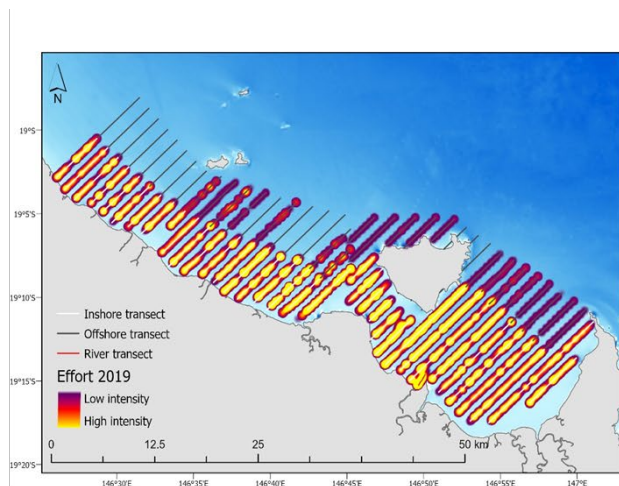 N
19°S
19°5'S
19°10'S
19°15'S
19°20'S
Inshore transect
Offshore transect
River transect
Effort 2019
Low intensity
High intensity
0 12.5 25 50 km
146°30'E 146°35'E 146°40'E 146°45'E 146°50'E 146°55'E 147°E